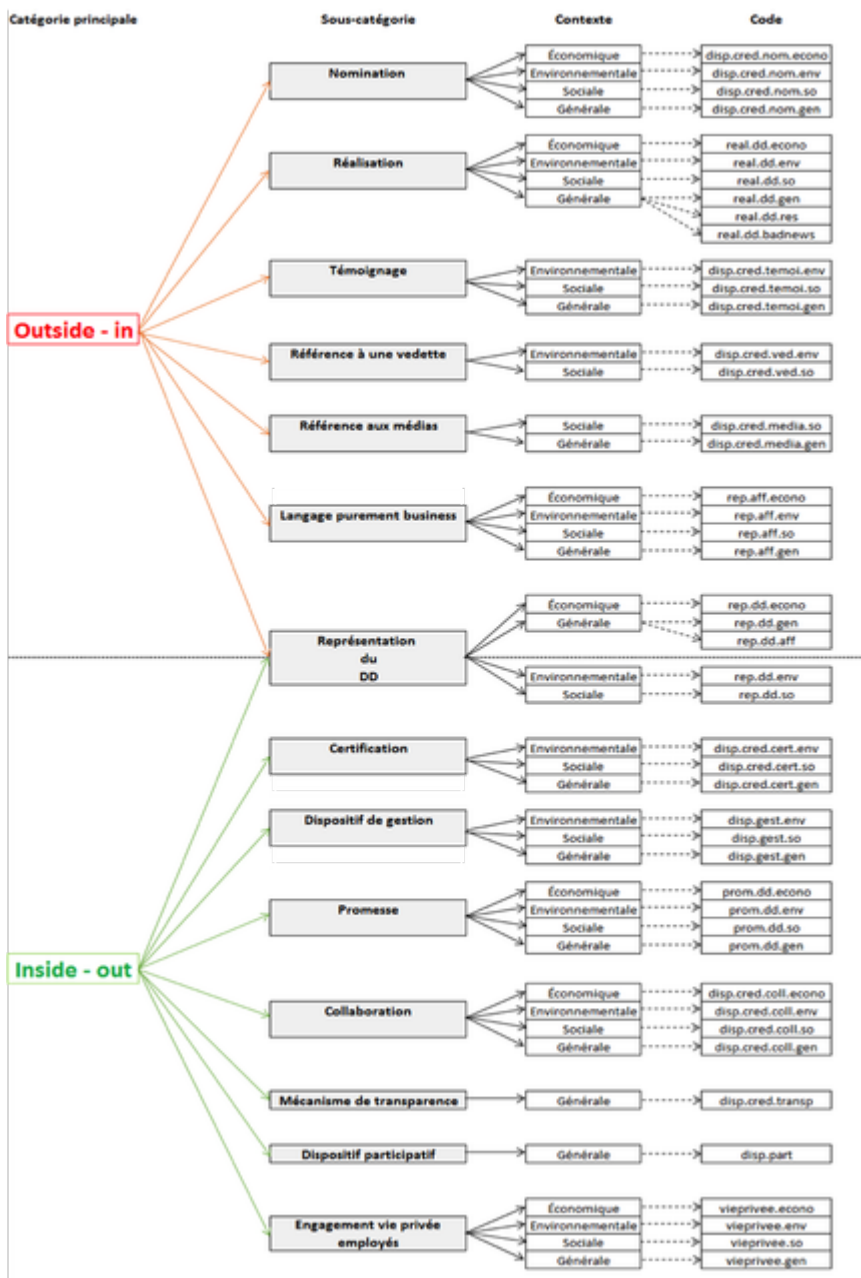 Catégorie principale Sous-catégorie Contexte Code
Nomination
Économique disp.cred.nom.econo
Environnementale disp.cred.nom.env
Sociale disp.cred.nom.so
Générale disp.cred.nom.gen
Réalisation
Économique real.dd.econo
Environnementale real.dd.env
Sociale real.dd.so
Générale real.dd.gen
real.dd.res
real.dd.badnews
Témoignage
Environnementale disp.cred.temoi.env
Sociale disp.cred.temoi.so
Générale disp.cred.temoi.gen
Outside - in
Référence à une vedette
Environnementale disp.cred.ved.env
Sociale disp.cred.ved.so
Référence aux médias
Sociale disp.cred.media.so
Générale disp.cred.media.gen
Langage purement business
Économique rep.aff.econo
Environnementale rep.aff.env
Sociale rep.aff.so
Générale rep.aff.gen
Représentation
du
DD
Économique rep.dd.econo
Générale rep.dd.gen
rep.dd.aff
Environnementale rep.dd.env
Sociale rep.dd.so
Certification
Environnementale disp.cred.cert.env
Sociale disp.cred.cert.so
Générale disp.cred.cert.gen
Dispositif de gestion
Environnementale disp.gest.env
Sociale disp.gest.so
Générale disp.gest.gen
Promesse
Économique prom.dd.econo
Environnementale prom.dd.env
Sociale prom.dd.so
Générale prom.dd.gen
Inside - out
Collaboration
Économique disp.cred.coll.econo
Environnementale disp.cred.coll.env
Sociale disp.cred.coll.so
Générale disp.cred.coll.gen
Mécanisme de transparence Générale disp.cred.transp
Dispositif participatif Générale disp.part
Engagement vie privée
employés
Économique vieprivee.econo
Environnementale vieprivee.env
Sociale vieprivee.so
Générale vieprivee.gen